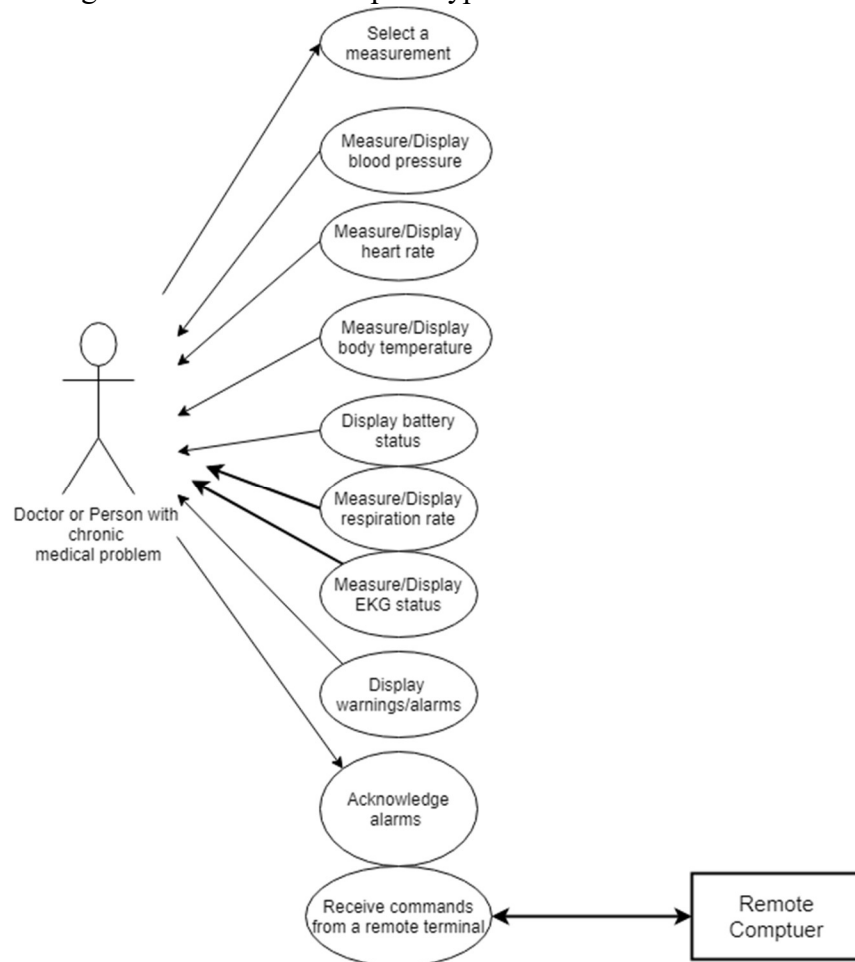 Select a
measurement
Measure/Display
blood pressure
Measure/Display
heart rate
Measure/Display
body temperature
Display battery
status
Measure/Display
respiration rate
Doctor or Person with
chronic
medical problem
Measure/Display
EKG status
Display
warnings/alarms
Acknowledge
alarms
Receive commands
from a remote terminal
Remote
Comptuer